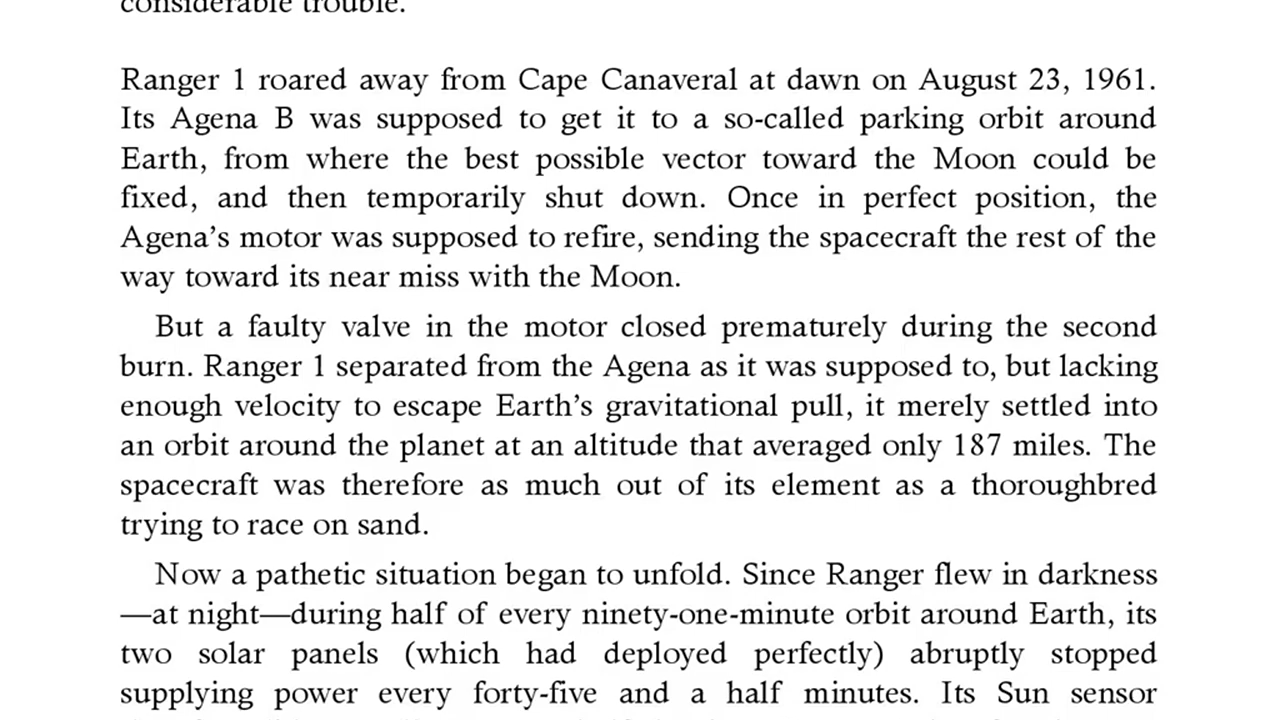 considerable trouble.
Ranger 1 roared away from Cape Canaveral at dawn on August 23, 1961.
Its Agena B was supposed to get it to a so-called parking orbit around
Earth, from where the best possible vector toward the Moon could be
fixed, and then temporarily shut down. Once in perfect position, the
Agena’s motor was supposed to refire, sending the spacecraft the rest of the
way toward its near miss with the Moon.
But a faulty valve in the motor closed prematurely during the second
burn. Ranger 1 separated from the Agena as it was supposed to, but lacking
enough velocity to escape Earth’s gravitational pull, it merely settled into
an orbit around the planet at an altitude that averaged only 187 miles. The
spacecraft was therefore as much out of its element as a thoroughbred
trying to race on sand.
Now a pathetic situation began to unfold. Since Ranger flew in darkness
—at night—during half of every ninety-one-minute orbit around Earth, its
two solar panels (which had deployed perfectly) abruptly stopped
supplying power every forty-five and a half minutes. Its Sun sensor